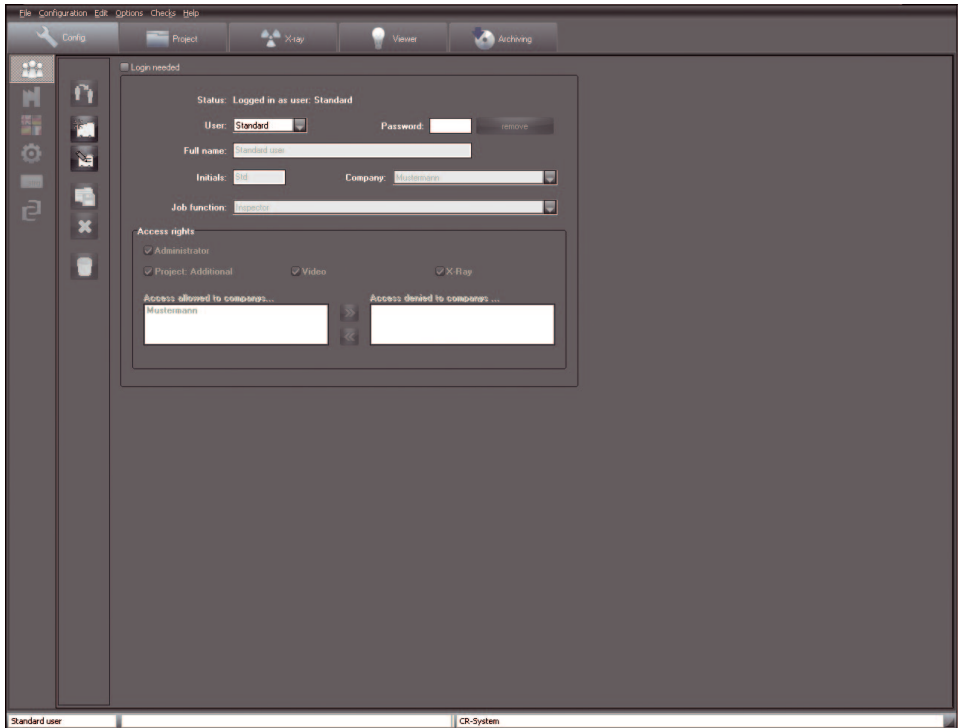 File Configuration Edit Options Checks Help
Config Project X-ray Viewer Archiving
Login needed
Status: Logged in as user: Standard
User: Standard Password: remove
Full name: Standard user
Initials: Std Company: Mustermann
Job function: Inspector
Access rights
Administrator
Project: Additional Video X-Ray
Access allowed to companys... Access denied to companys ...
Mustermann
Standard user CR-System